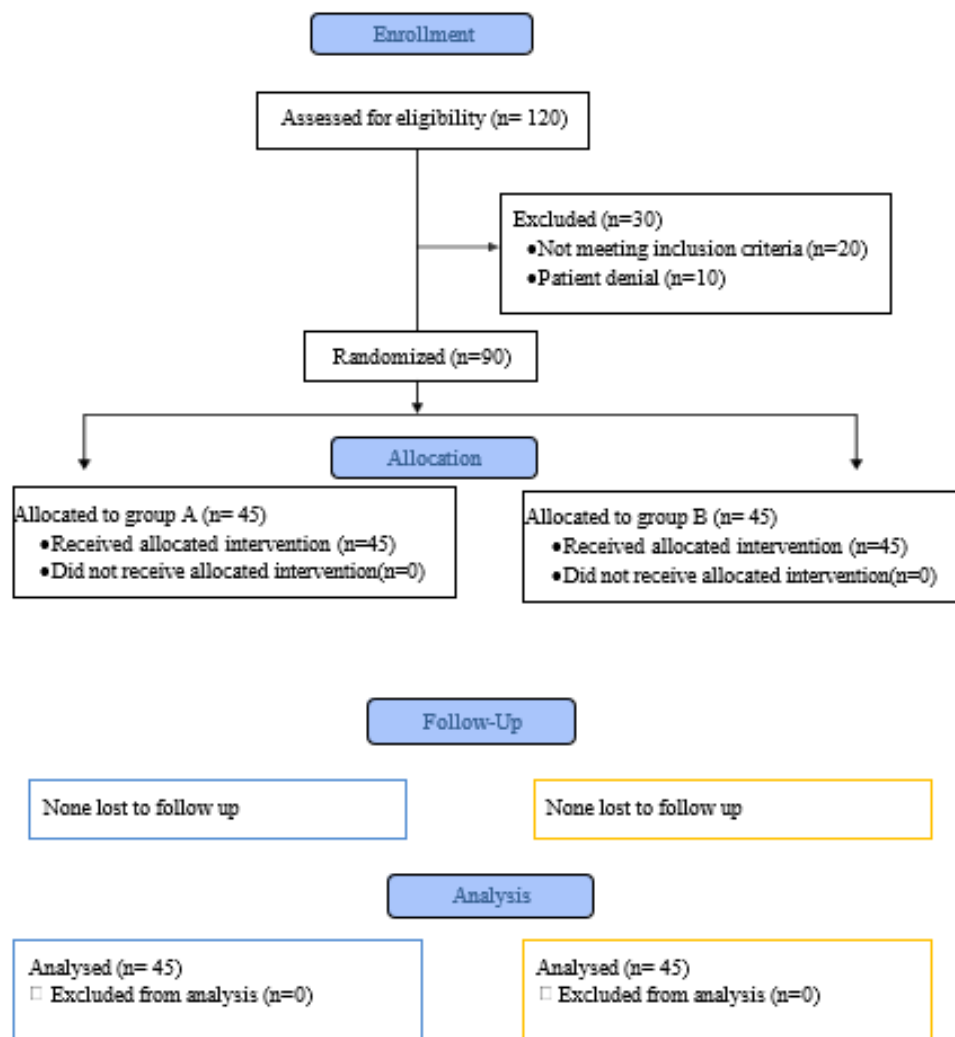 Enrollment
Assessed for eligibility (n= 120)
Excluded (n=30)
●Not meeting inclusion criteria (n=20)
●Patient denial (n=10)
Randomized (n=90)
Allocation
Allocated to group A (n= 45)
●Received allocated intervention (n=45)
●Did not receive allocated intervention(n=0)
Allocated to group B (n= 45)
●Received allocated intervention (n=45)
●Did not receive allocated intervention(n=0)
Follow-Up
None lost to follow up
None lost to follow up
Analysis
Analysed (n= 45)
□ Excluded from analysis (n=0)
Analysed (n= 45)
□ Excluded from analysis (n=0)